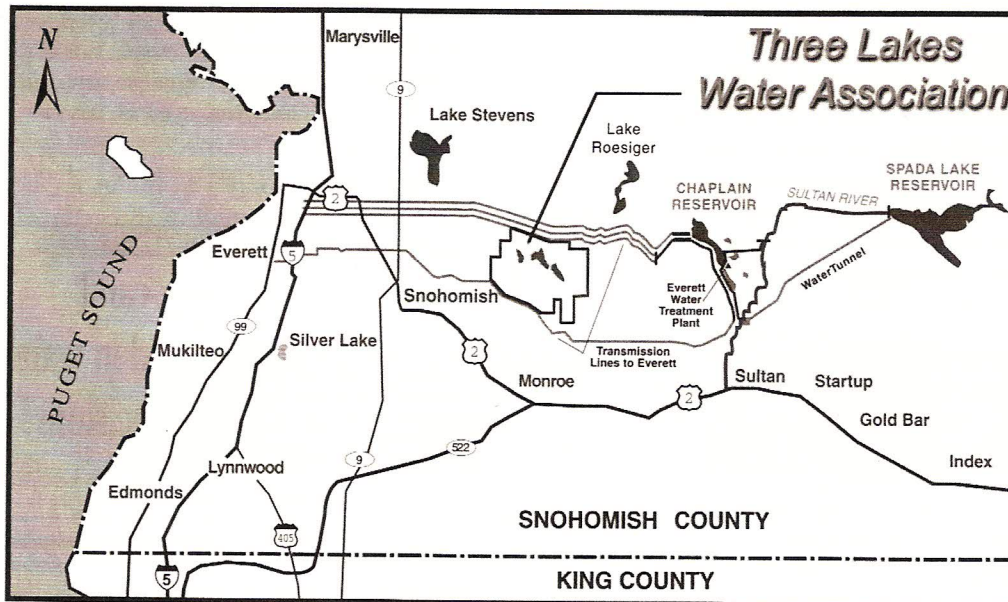 Three Lakes
Water Association
N
Marysville
9
Lake Stevens
Lake
Roesiger
CHAPLAIN
RESERVOIR
SULTAN RIVER
SPADA LAKE
RESERVOIR
2
Everett
5
Snohomish
Everett
Water
Treatment
Plant
WaterTunnel
PUGET SOUND
99
Mukilteo
Silver Lake
2
Transmission
Lines to Everett
Monroe
2
Sultan
Startup
Gold Bar
Index
522
9
Lynnwood
Edmonds
405
5
SNOHOMISH COUNTY
KING COUNTY